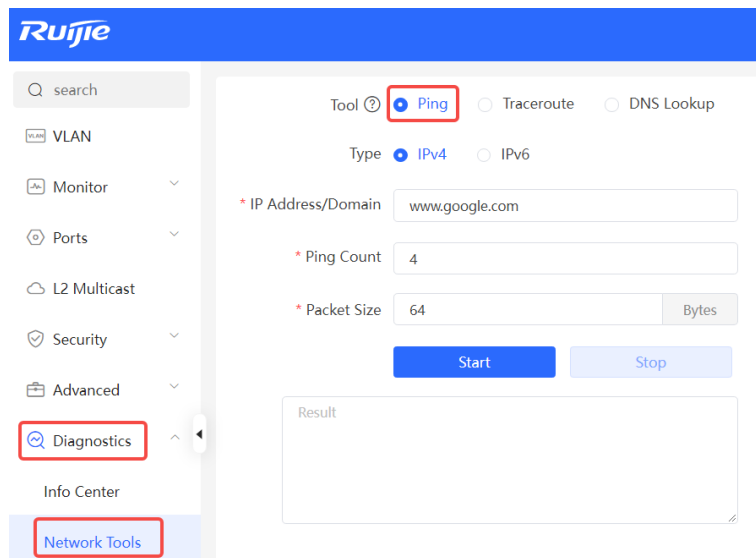 Ruijie
search
VLAN VLAN
Monitor
Ports
L2 Multicast
Security
Advanced
Diagnostics
Info Center
Network Tools
Tool ? Ping Traceroute DNS Lookup
Type IPv4 IPv6
* IP Address/Domain www.google.com
* Ping Count 4
* Packet Size 64 Bytes
Start Stop
Result